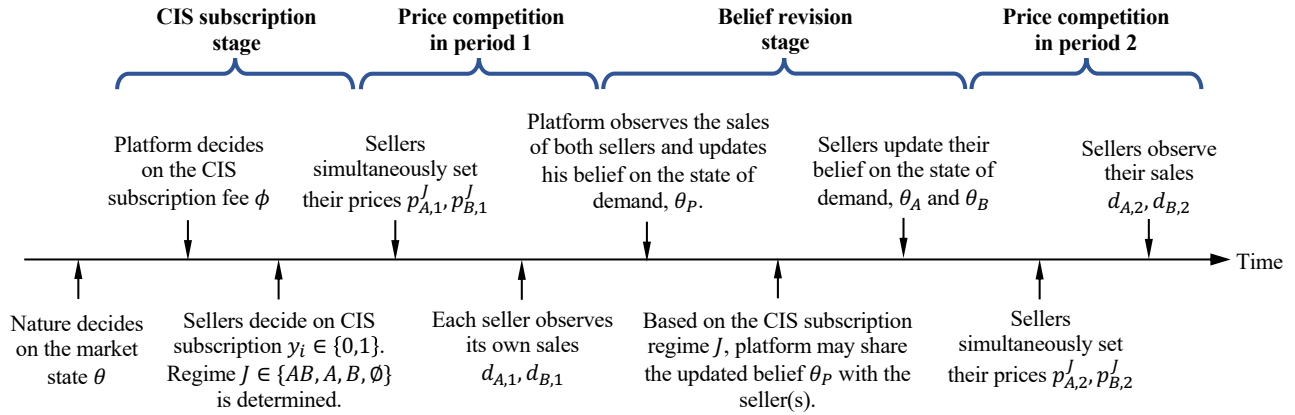 CIS subscription
stage
Price competition
in period 1
Belief revision
stage
Price competition
in period 2
Platform decides
on the CIS
subscription fee ϕ
Sellers
simultaneously set
their prices p_{A,1}^J, p_{B,1}^J
Platform observes the sales
of both sellers and updates
his belief on the state of
demand, θ_P.
Sellers update their
belief on the state of
demand, θ_A and θ_B
Sellers observe
their sales
d_{A,2}, d_{B,2}
Time
Nature decides
on the market
state θ
Sellers decide on CIS
subscription y_i ∈ {0,1}.
Regime J ∈ {AB, A, B, Ø}
is determined.
Each seller observes
its own sales
d_{A,1}, d_{B,1}
Based on the CIS subscription
regime J, platform may share
the updated belief θ_P with the
seller(s).
Sellers
simultaneously set
their prices p_{A,2}^J, p_{B,2}^J